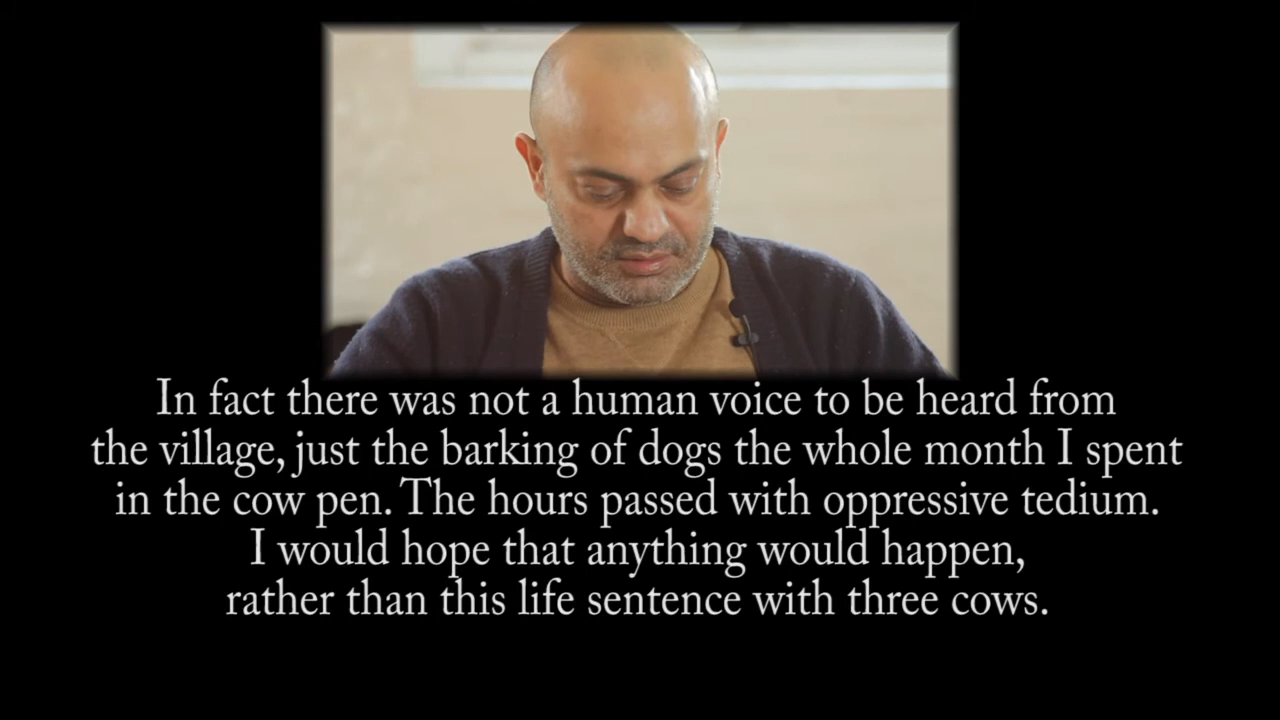 In fact there was not a human voice to be heard from
the village, just the barking of dogs the whole month I spent
in the cow pen. The hours passed with oppressive tedium.
I would hope that anything would happen,
rather than this life sentence with three cows.